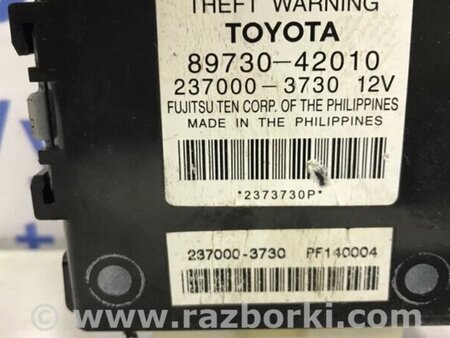 THEFT WARNING
TOYOTA
89730-42010
237000-3730 12V
FUJITSU TEN CORP. OF THE PHILIPPINES
MADE IN THE PHILIPPINES
*2373730P*
237000-3730 PF140004
www.razborki.com